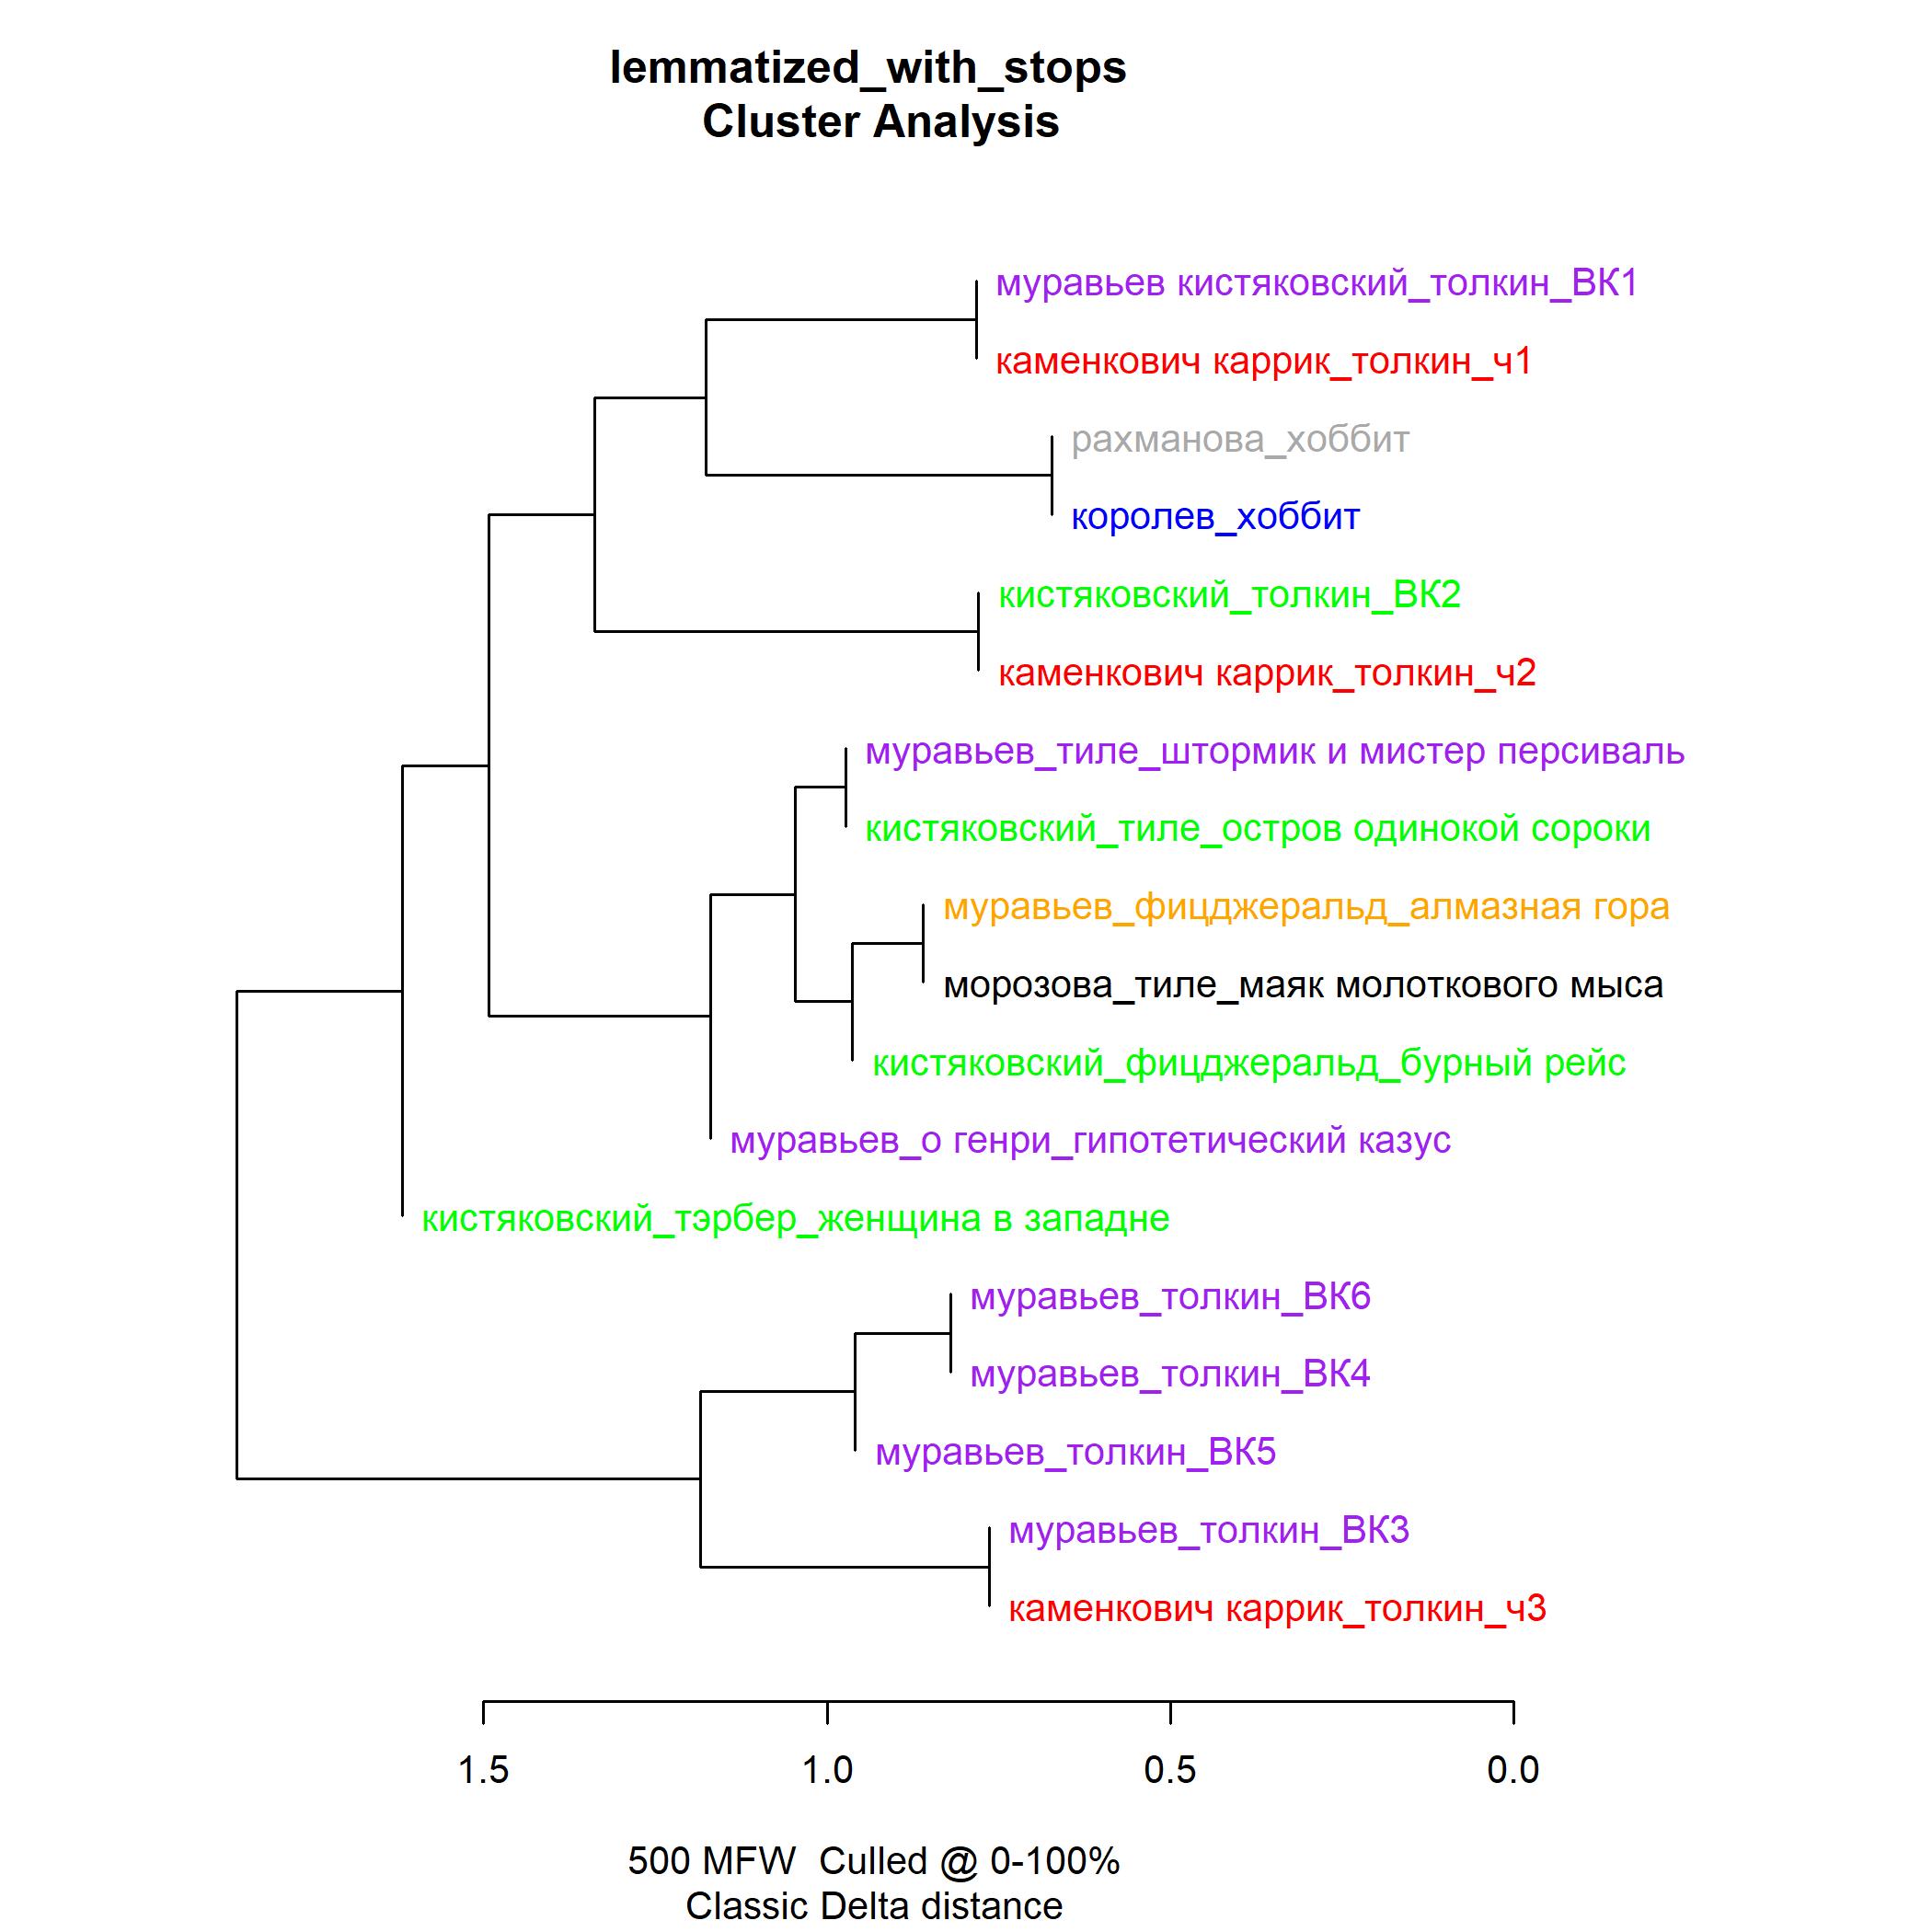 lemmatized_with_stops
Cluster Analysis
муравьев кистяковский_толкин_ВК1
каменкович каррик_толкин_ч1
рахманова_хоббит
королев_хоббит
кистяковский_толкин_ВК2
каменкович каррик_толкин_ч2
муравьев_тиле_штормик и мистер персиваль
кистяковский_тиле_остров одинокой сороки
муравьев_фицджеральд_алмазная гора
морозова_тиле_маяк молоткового мыса
кистяковский_фицджеральд_бурный рейс
муравьев_о генри_гипотетический казус
кистяковский_тэрбер_женщина в западне
муравьев_толкин_ВК6
муравьев_толкин_ВК4
муравьев_толкин_ВК5
муравьев_толкин_ВК3
каменкович каррик_толкин_ч3
1.5 1.0 0.5 0.0
500 MFW  Culled @ 0-100%
Classic Delta distance